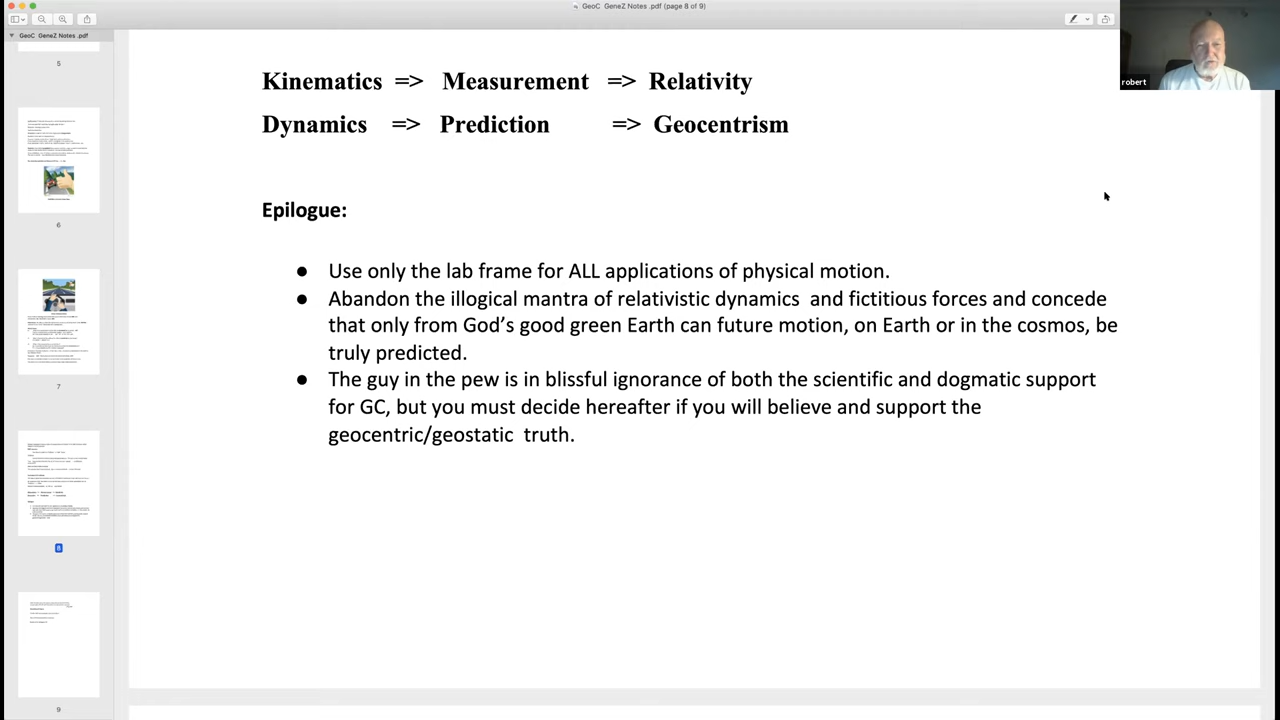 GeoC GeneZ Notes .pdf (page 8 of 9)
GeoC GeneZ Notes .pdf
robert
5
6
7
8
9
Kinematics => Measurement => Relativity
Dynamics => Prediction => Geocentrism
Epilogue:
● Use only the lab frame for ALL applications of physical motion.
● Abandon the illogical mantra of relativistic dynamics and fictitious forces and concede
that only from God’s good green Earth can future motion, on Earth or in the cosmos, be
truly predicted.
● The guy in the pew is in blissful ignorance of both the scientific and dogmatic support
for GC, but you must decide hereafter if you will believe and support the
geocentric/geostatic truth.